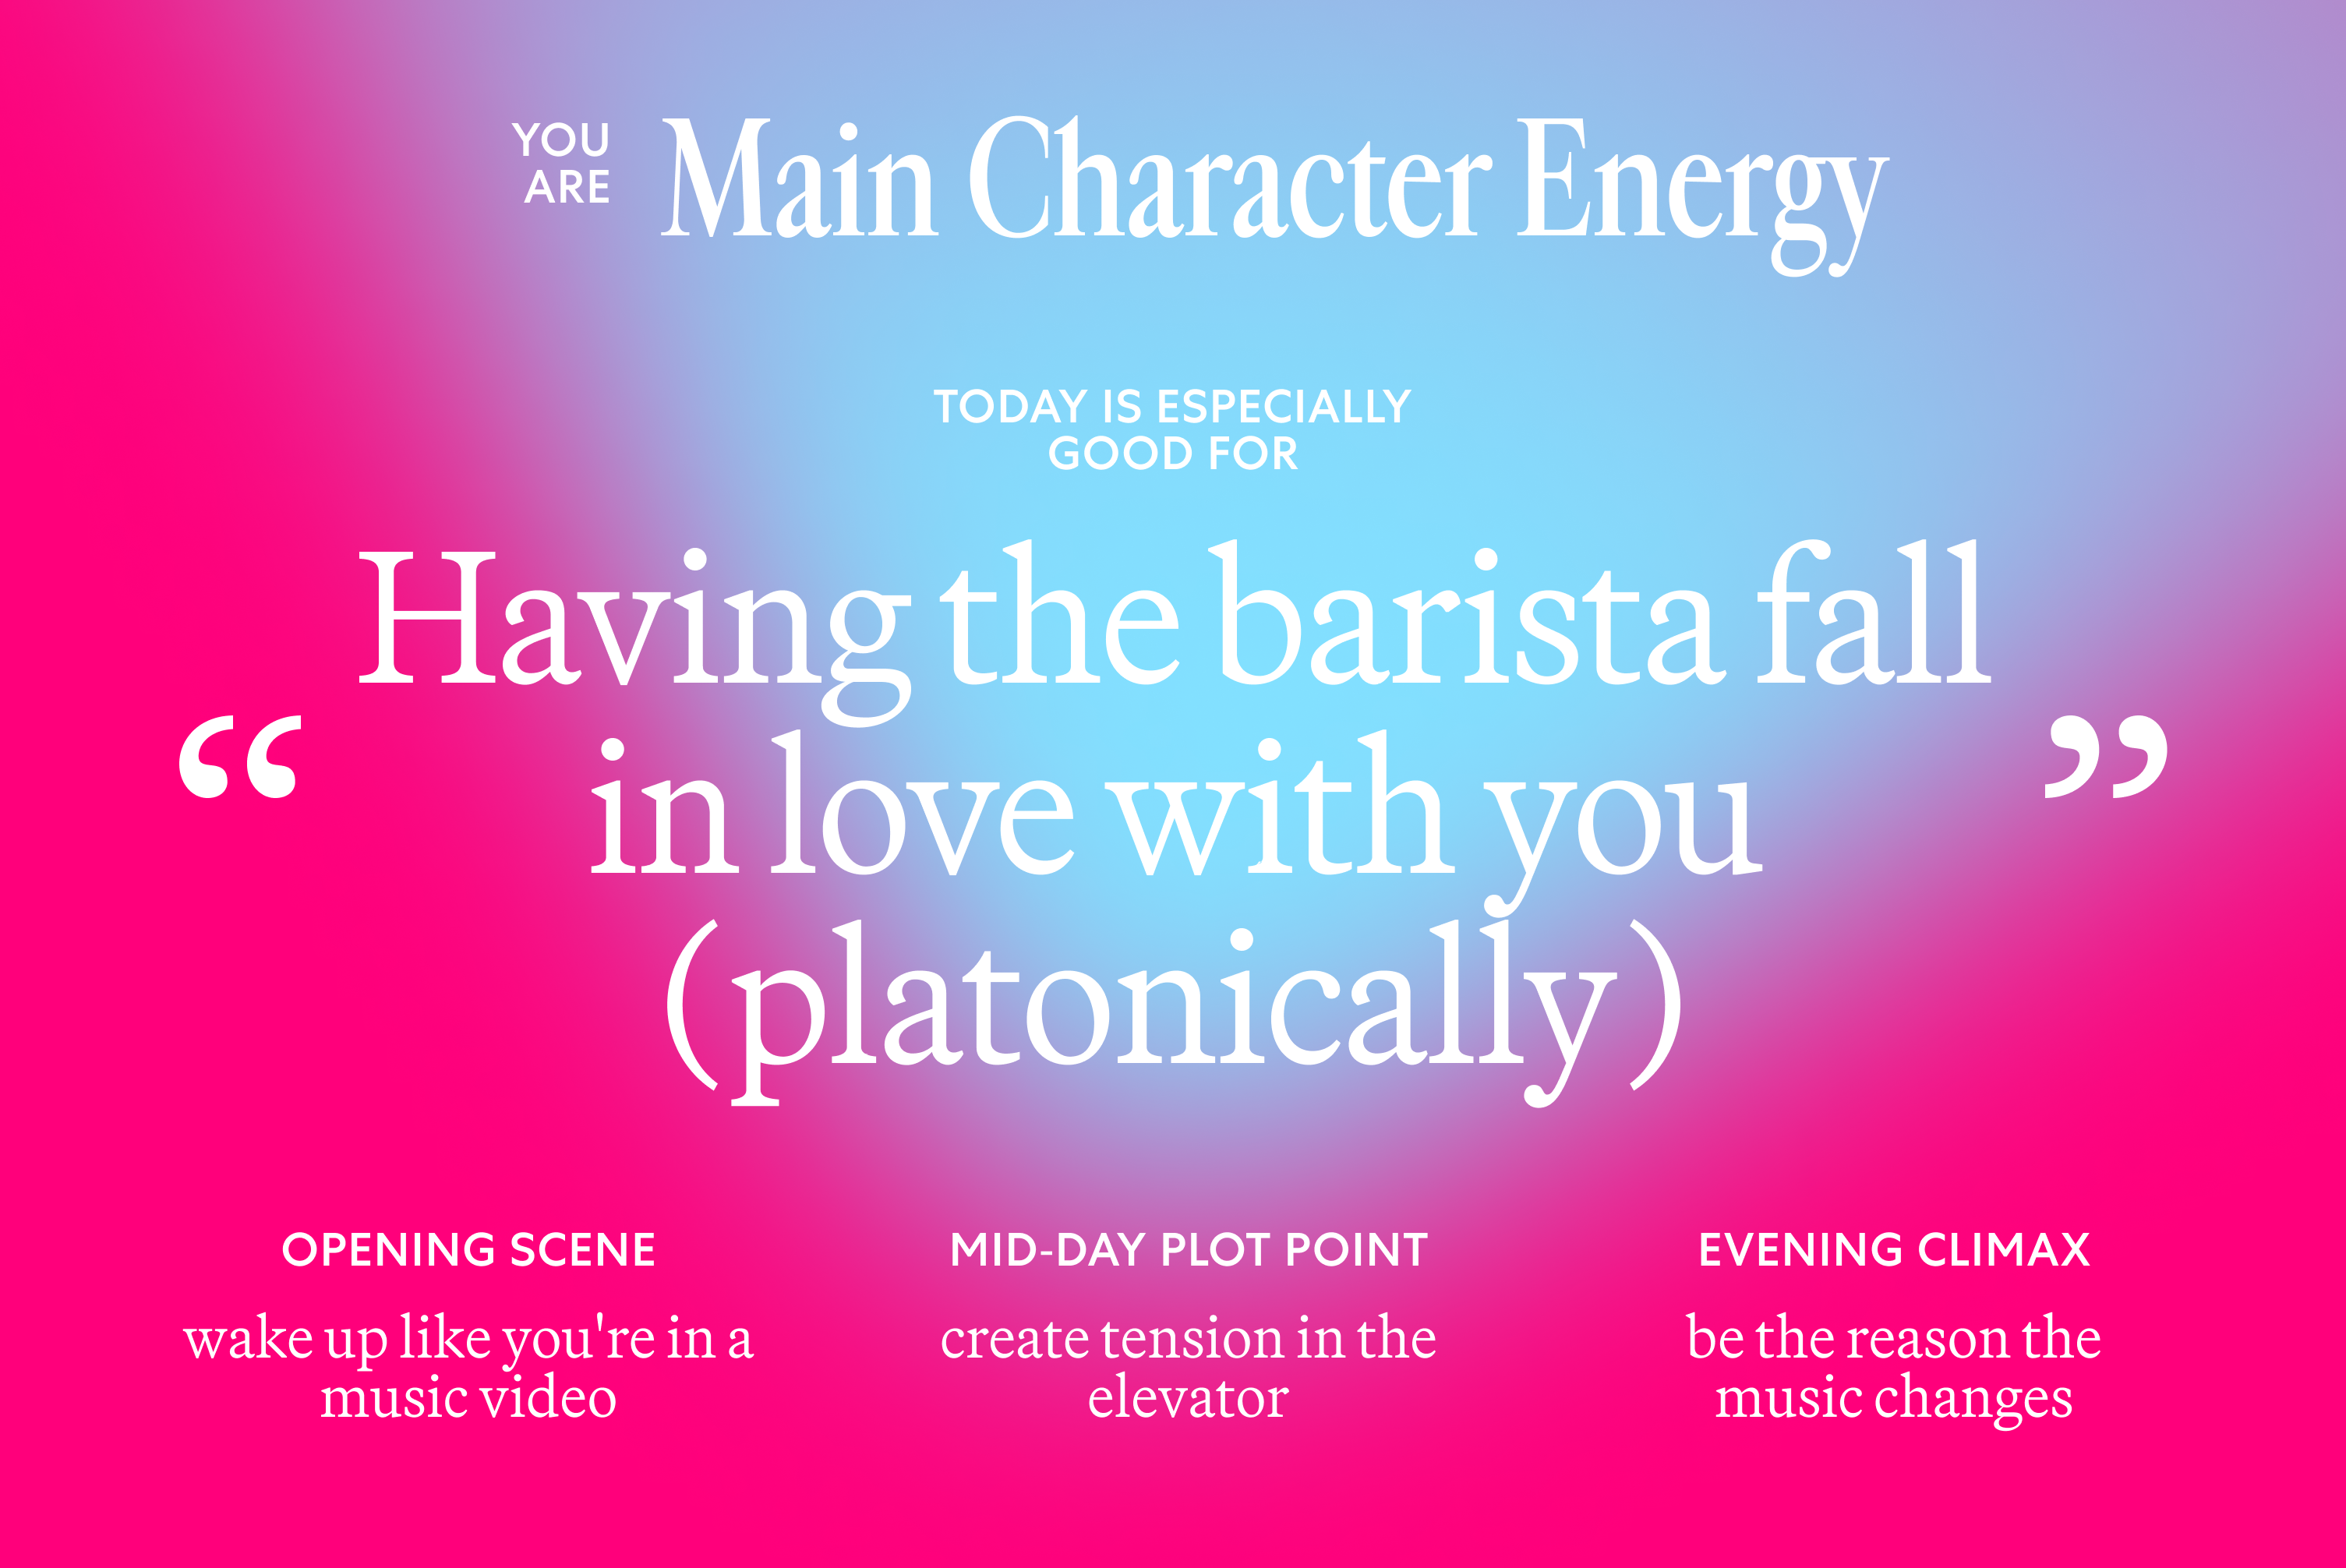 YOU
ARE
Main Character Energy
TODAY IS ESPECIALLY
GOOD FOR
“Having the barista fall
in love with you
(platonically)”
OPENING SCENE
wake up like you're in a
music video
MID-DAY PLOT POINT
create tension in the
elevator
EVENING CLIMAX
be the reason the
music changes